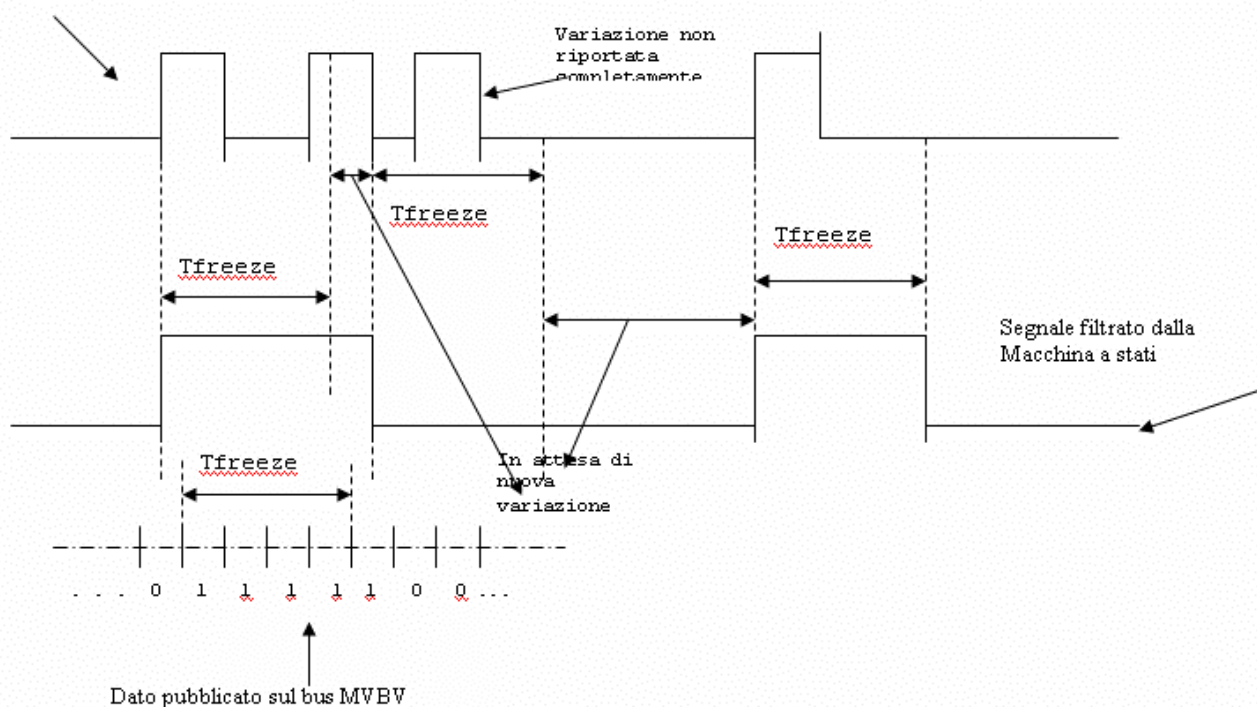 Variazione non
riportata
completamente
Tfreeze
Tfreeze
Tfreeze
Segnale filtrato dalla
Macchina a stati
Tfreeze
In attesa di
nuova
variazione
. . . 0 1 1 1 1 1 0 0 ...
Dato pubblicato sul bus MVBV